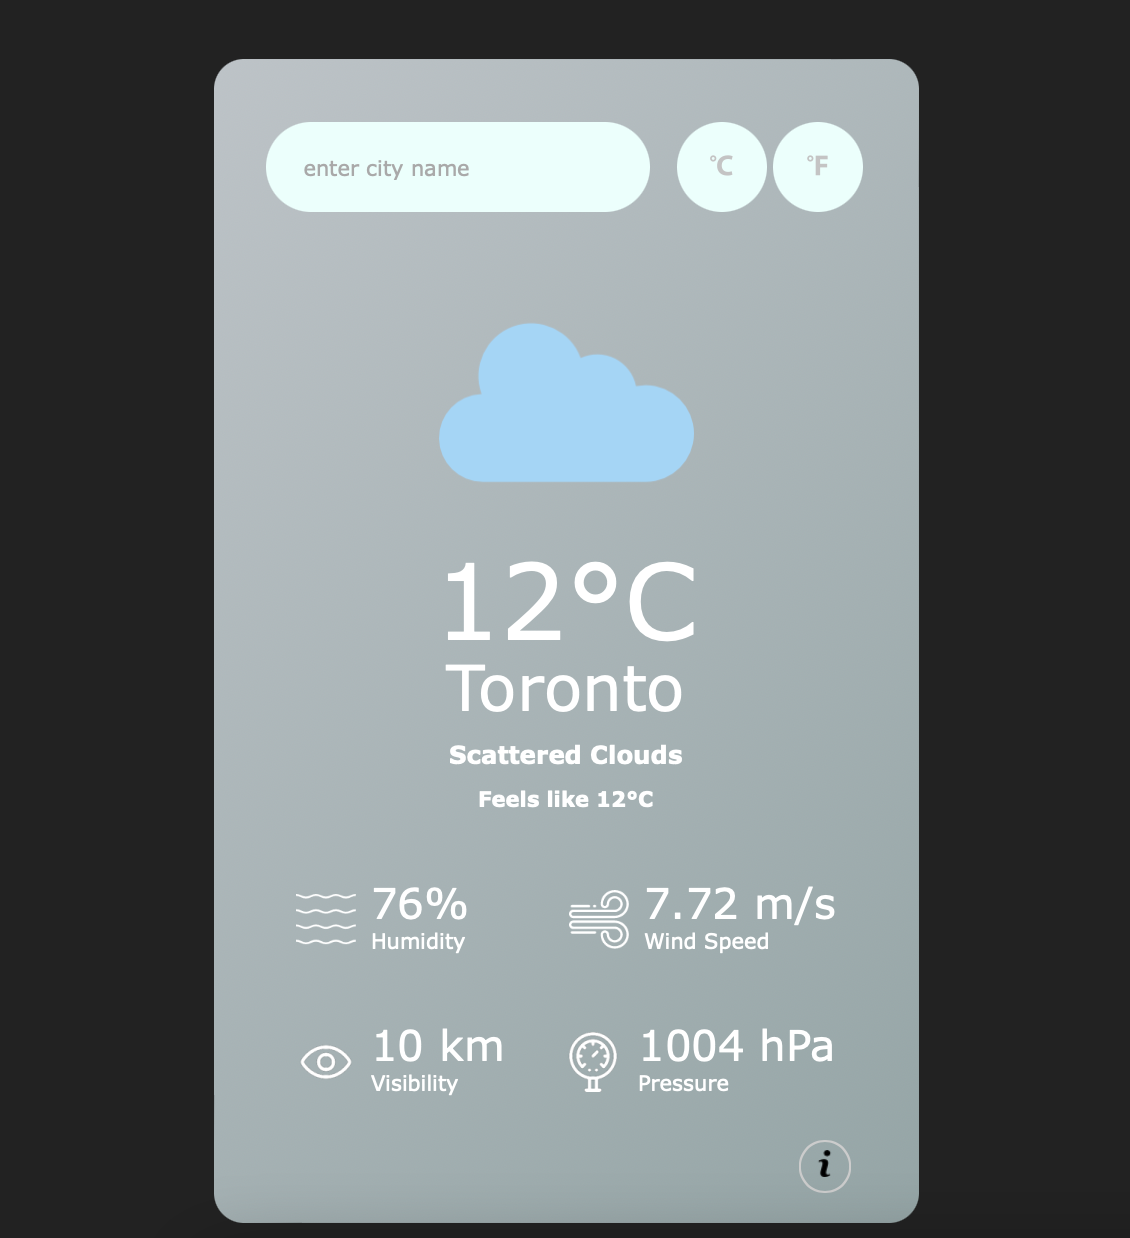 enter city name °C °F
12°C
Toronto
Scattered Clouds
Feels like 12°C
76% 7.72 m/s
Humidity Wind Speed
10 km 1004 hPa
Visibility Pressure
i